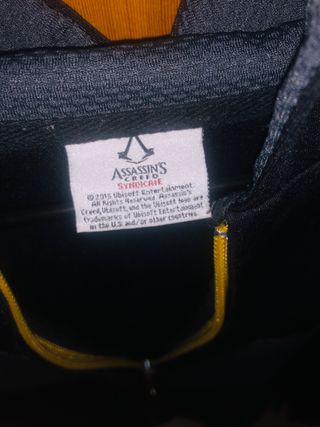 ASSASSIN'S
CREED
SYNDICATE
© 2015 Ubisoft Entertainment.
All Rights Reserved. Assassin's
Creed, Ubisoft, and the Ubisoft logo are
trademarks of Ubisoft Entertainment
in the U.S and/or other countries.